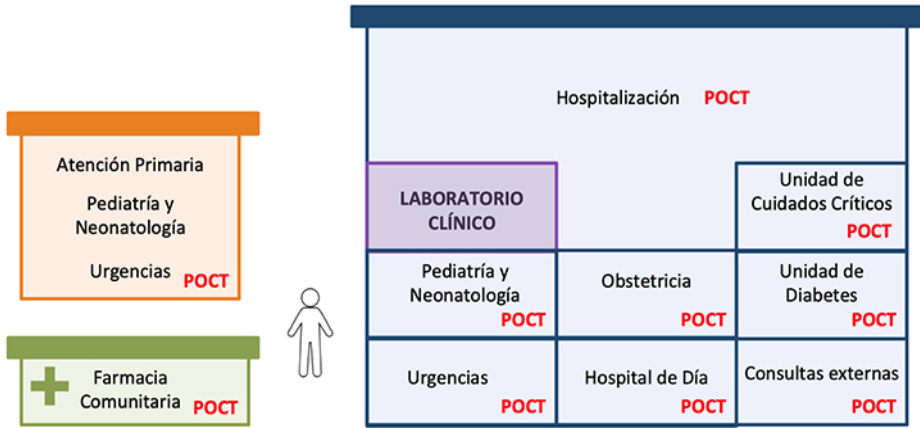 Atención Primaria
Pediatría y
Neonatología
Urgencias POCT
Farmacia
Comunitaria POCT
Hospitalización POCT
LABORATORIO
CLÍNICO
Unidad de
Cuidados Críticos
POCT
Pediatría y
Neonatología
POCT
Obstetricia
POCT
Unidad de
Diabetes
POCT
Urgencias
POCT
Hospital de Día
POCT
Consultas externas
POCT